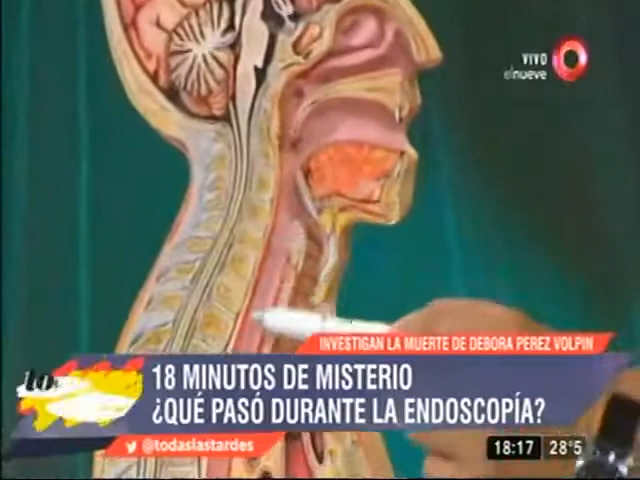 VIVO
elnueve
INVESTIGAN LA MUERTE DE DEBORA PEREZ VOLPIN
18 MINUTOS DE MISTERIO
¿QUÉ PASÓ DURANTE LA ENDOSCOPÍA?
@todaslastardes
18:17 28°5